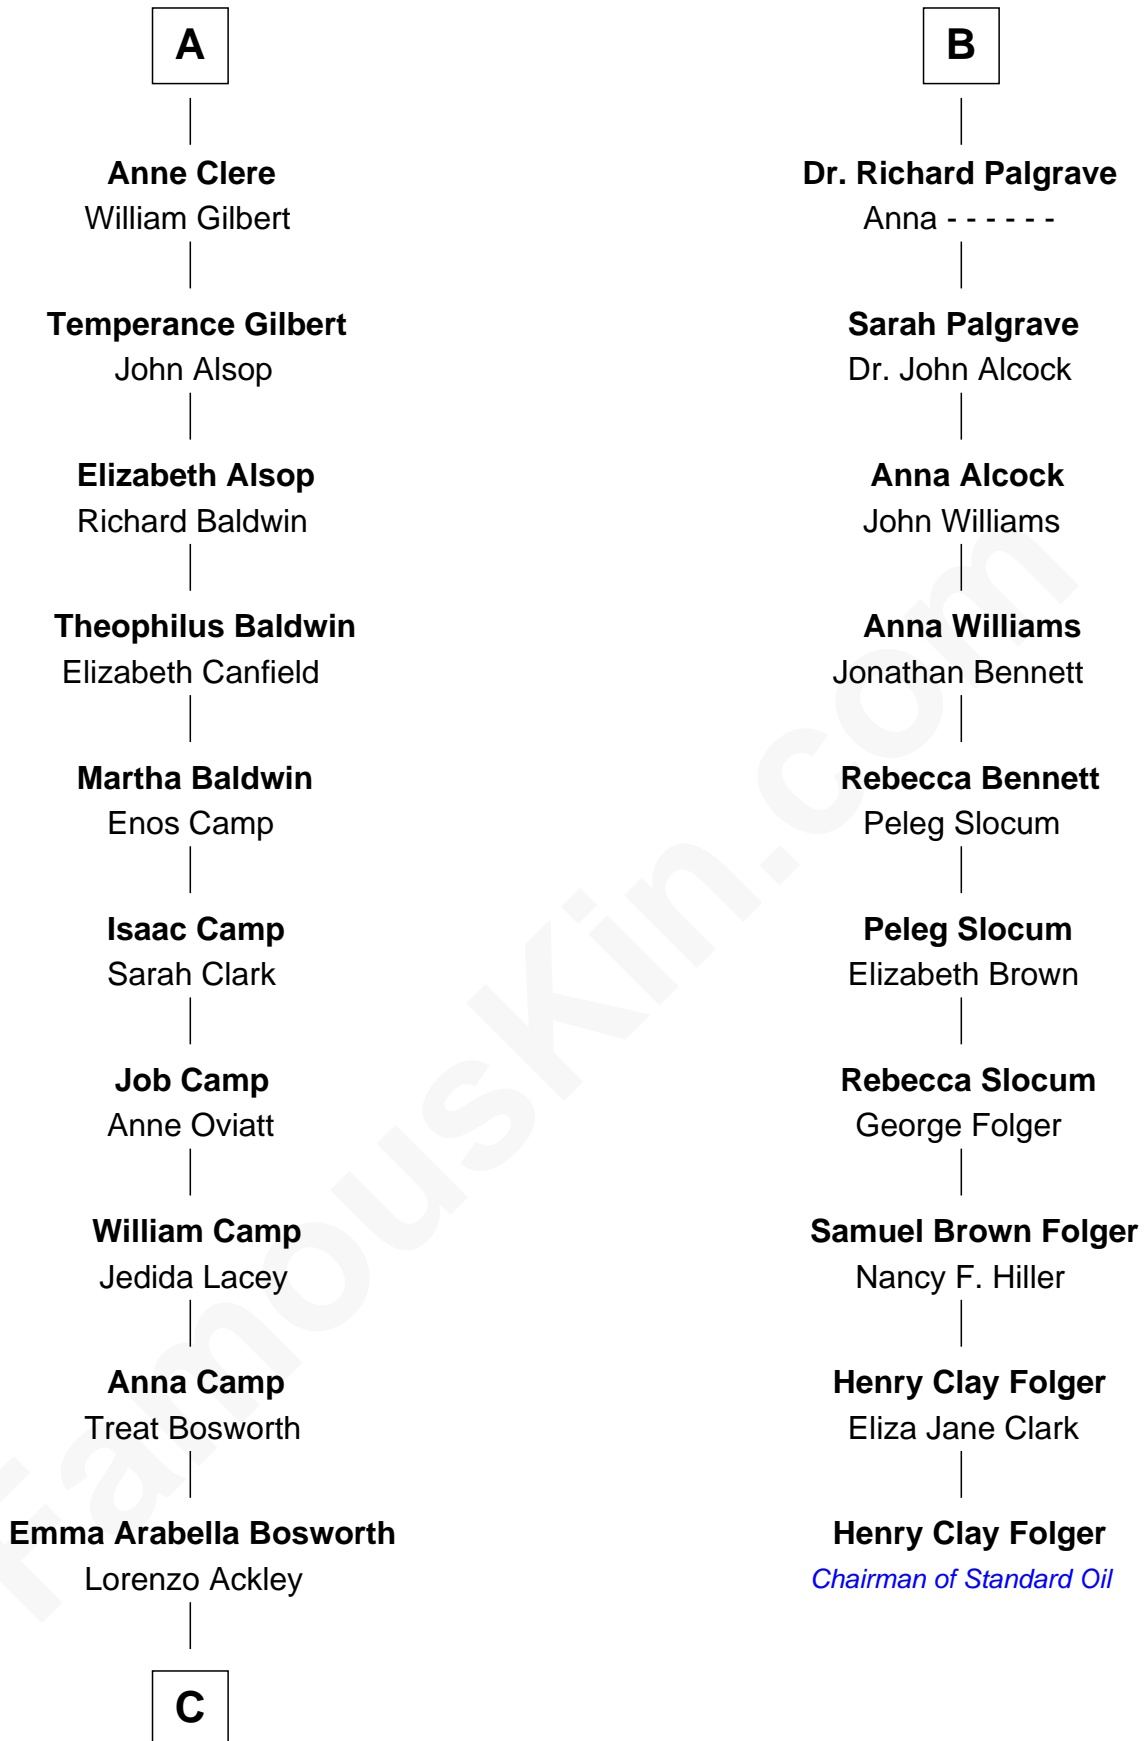 A
Anne Clere
William Gilbert
Temperance Gilbert
John Alsop
Elizabeth Alsop
Richard Baldwin
Theophilus Baldwin
Elizabeth Canfield
Martha Baldwin
Enos Camp
Isaac Camp
Sarah Clark
Job Camp
Anne Oviatt
William Camp
Jedida Lacey
Anna Camp
Treat Bosworth
Emma Arabella Bosworth
Lorenzo Ackley
C
B
Dr. Richard Palgrave
Anna - - - - - -
Sarah Palgrave
Dr. John Alcock
Anna Alcock
John Williams
Anna Williams
Jonathan Bennett
Rebecca Bennett
Peleg Slocum
Peleg Slocum
Elizabeth Brown
Rebecca Slocum
George Folger
Samuel Brown Folger
Nancy F. Hiller
Henry Clay Folger
Eliza Jane Clark
Henry Clay Folger
Chairman of Standard Oil
FamousKin.com